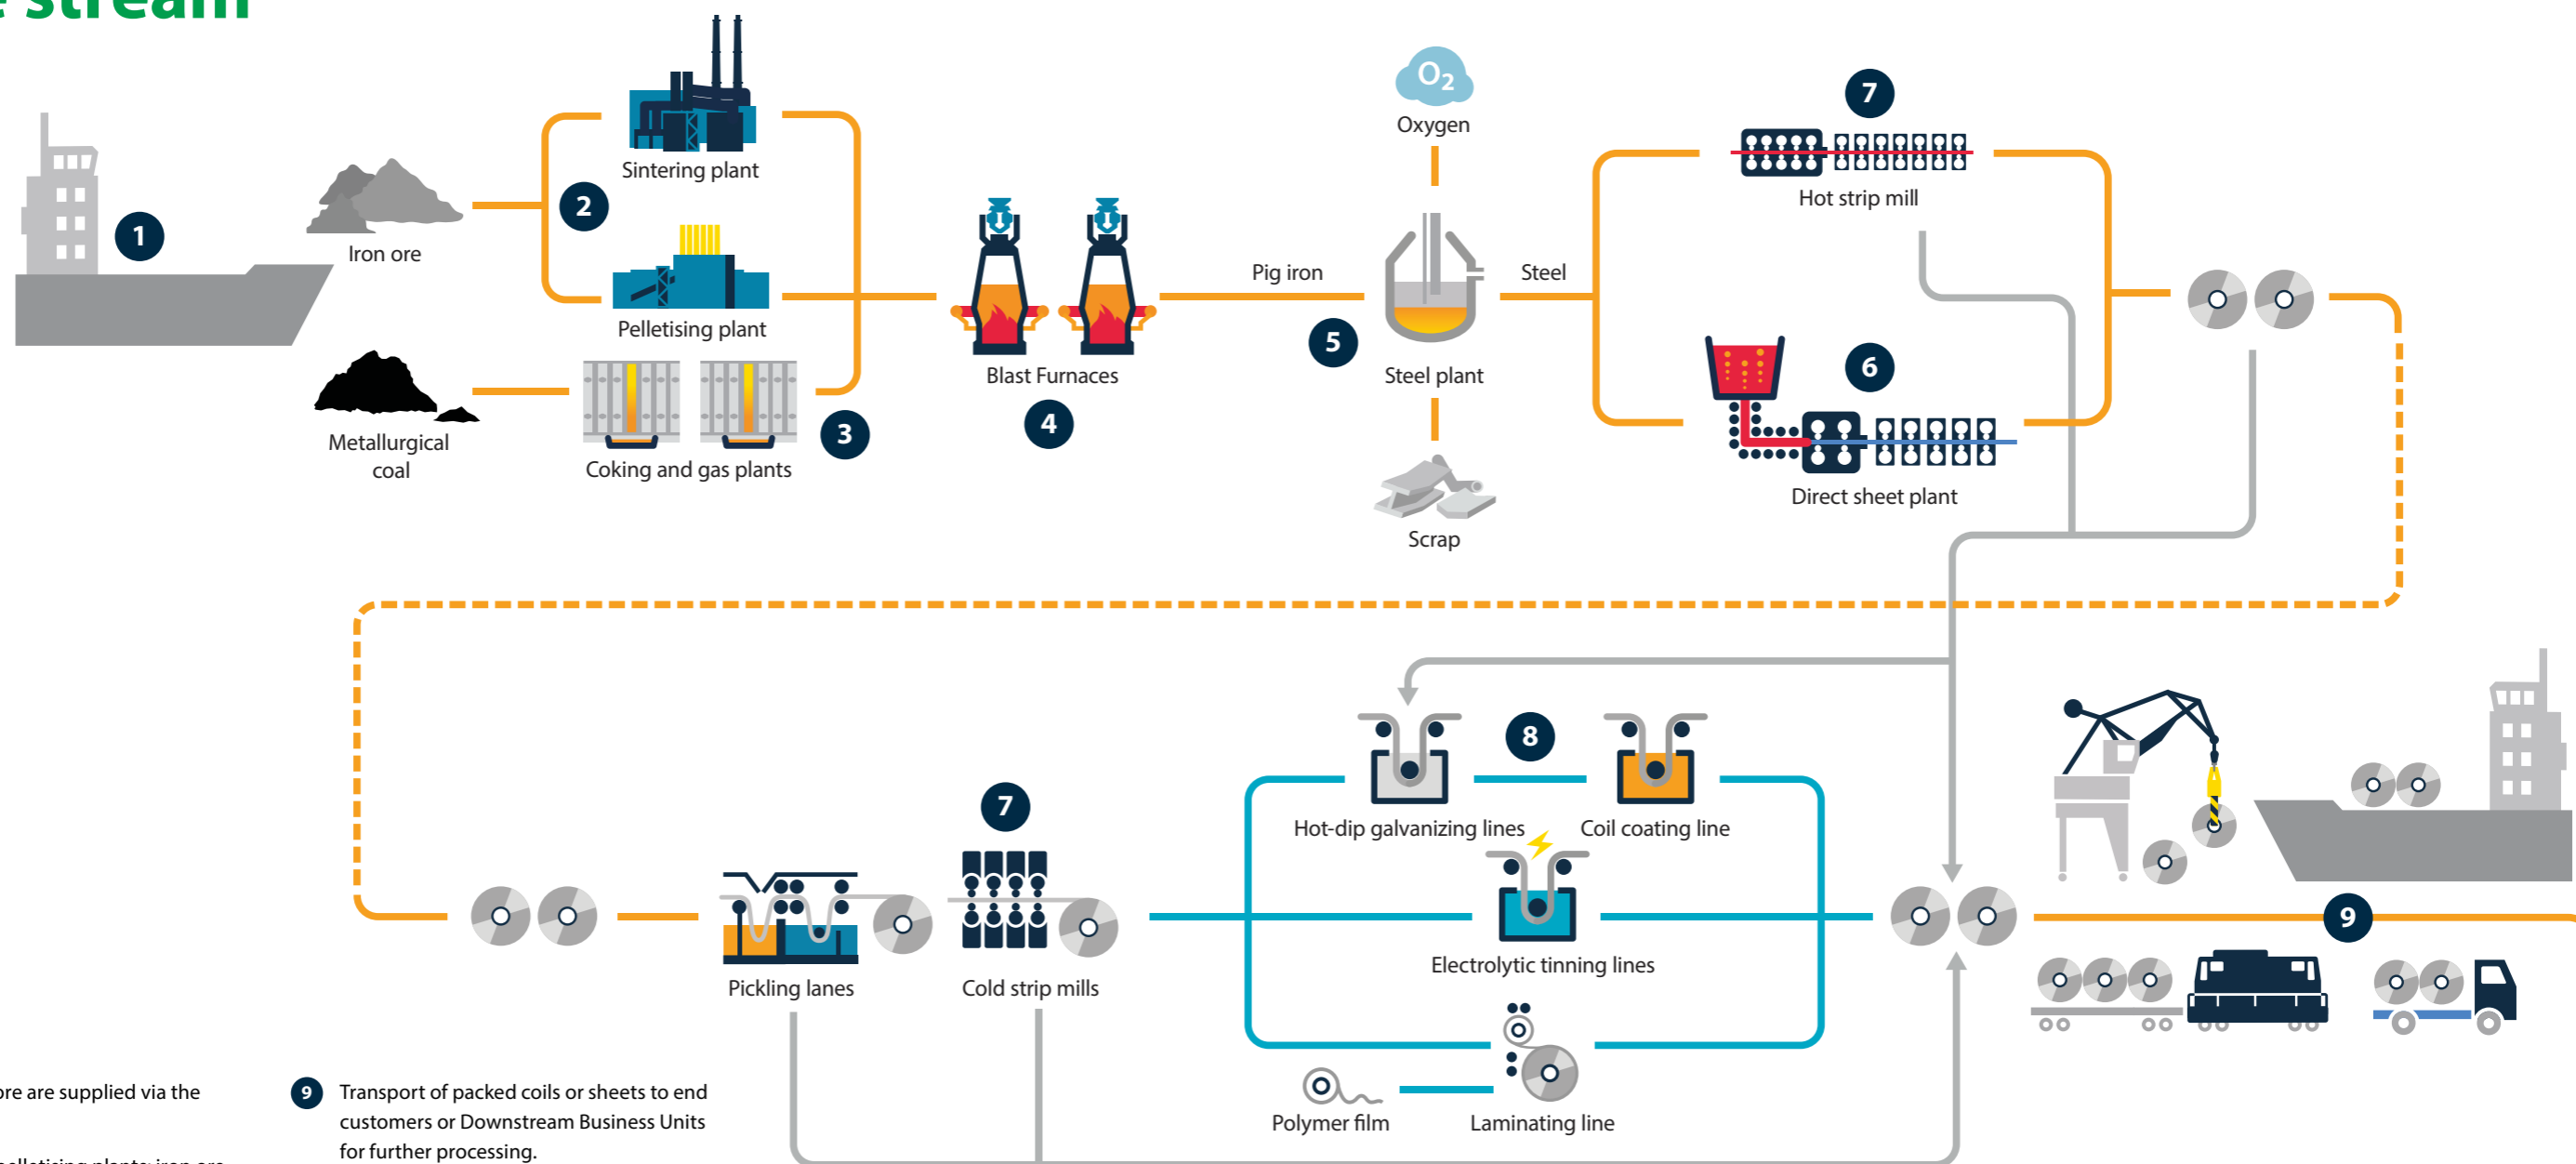 stream
O2
Oxygen
7
Sintering plant
Hot strip mill
1
2
Iron ore
Pelletising plant
Pig iron
Steel
5
Blast Furnaces
4
Steel plant
6
Metallurgical
coal
3
Coking and gas plants
Direct sheet plant
Scrap
8
7
Hot-dip galvanizing lines
Coil coating line
9
Electrolytic tinning lines
Pickling lanes
Cold strip mills
Polymer film
Laminating line
ore are supplied via the
9 Transport of packed coils or sheets to end
customers or Downstream Business Units
for further processing.
pelletising plants: iron ore